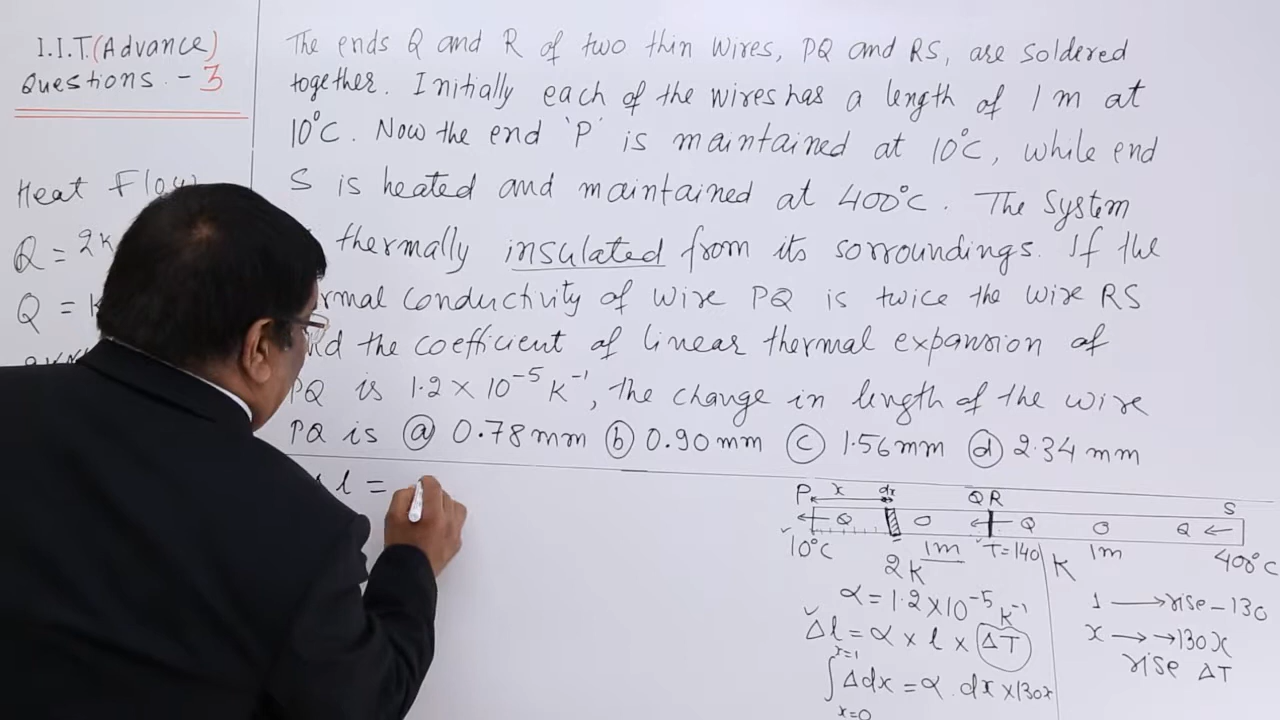 I.I.T.(Advance)
Questions. - 3
Heat Flow
Q = 2K
Q = K
The ends Q and R of two thin wires, PQ and RS, are soldered
together. Initially each of the wires has a length of 1 m at
10°C. Now the end 'P' is maintained at 10°C, while end
S is heated and maintained at 400°C. The System
thermally insulated from its sorroundings. If the
rmal conductivity of wire PQ is twice the wire RS
the coefficient of linear thermal expansion of
PQ is 1.2 × 10⁻⁵ K⁻¹, the change in length of the wire
PQ is (a) 0.78 mm (b) 0.90 mm (c) 1.56 mm (d) 2.34 mm
l =
P x dx Q R S
Q O Q O Q
10°C 1m T=140 1m 400°C
2K K
α = 1.2 × 10⁻⁵ K⁻¹
Δl = α × l × ΔT
∫ x=0 x=1 Δdx = α . dx × 130x
1 → rise - 130
x → → 130x
rise ΔT